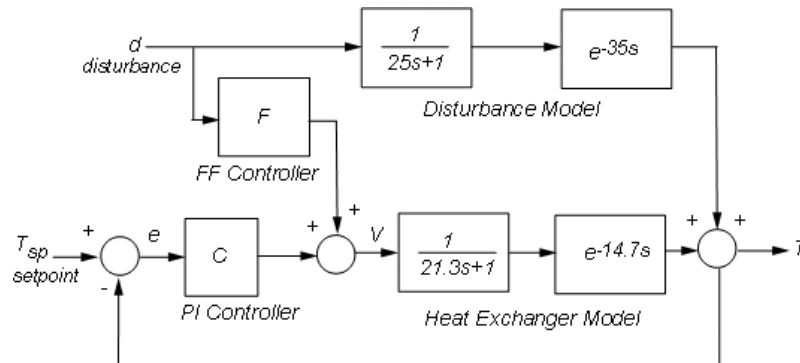 d
disturbance
1
25s+1
e-35s
Disturbance Model
F
FF Controller
+
+
+
+
+
Tsp
setpoint
e
C
V
1
21.3s+1
e-14.7s
T
-
PI Controller
Heat Exchanger Model